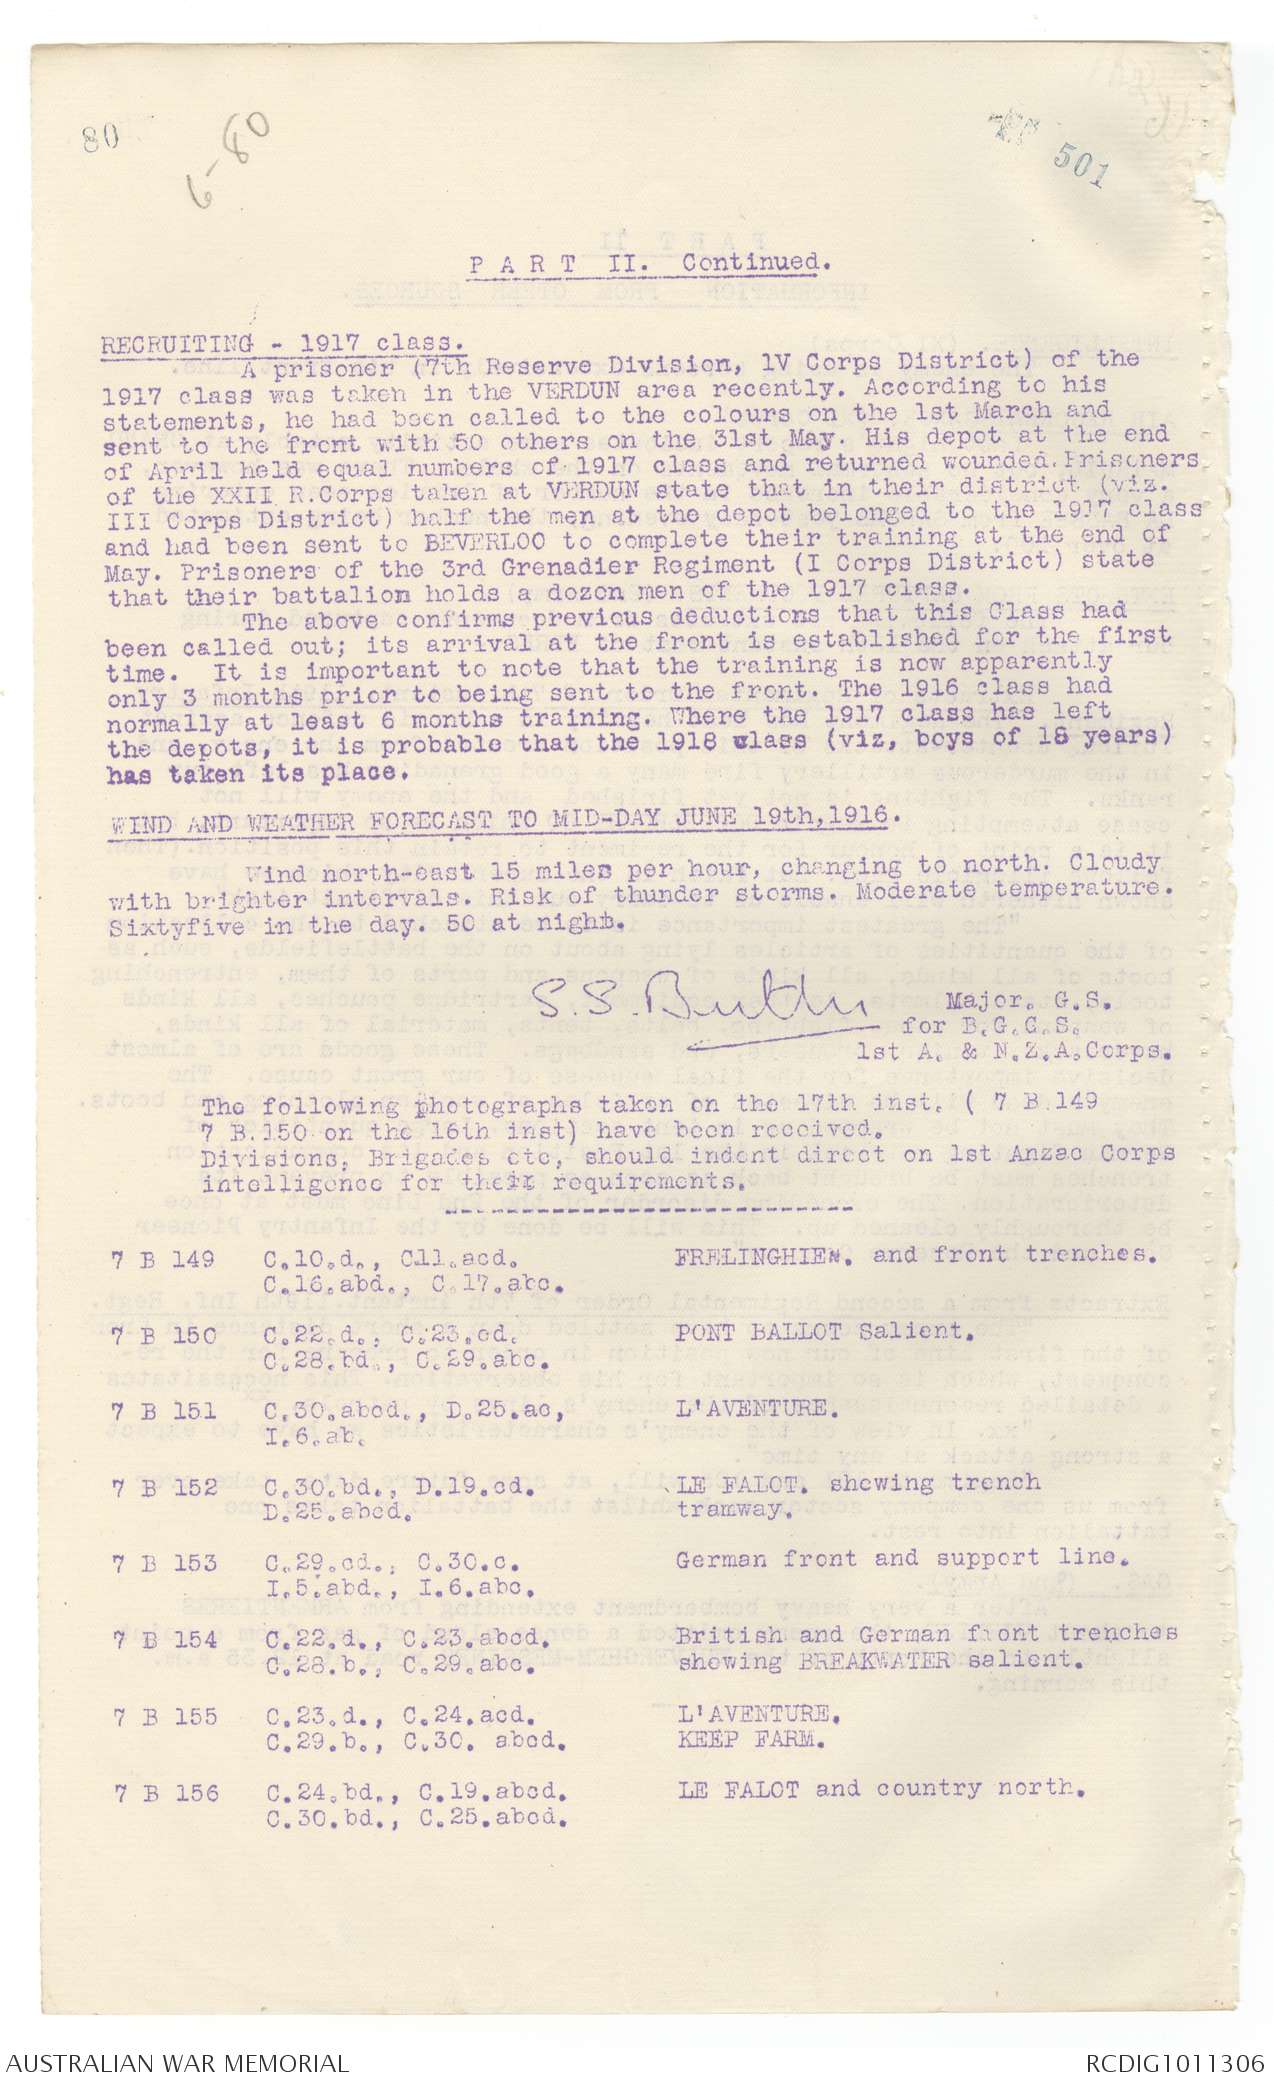 80
6-80
501
PART II. Continued.
RECRUITING - 1917 class.
A prisoner (7th Reserve Division, 1V Corps District) of the
1917 class was taken in the VERDUN area recently. According to his
statements, he had been called to the colours on the 1st March and
sent to the front with 50 others on the 31st May. His depot at the end
of April held equal numbers of 1917 class and returned wounded. Prisoners
of the XXII R.Corps taken at VERDUN state that in their district (viz.
III Corps District) half the men at the depot belonged to the 1917 class
and had been sent to BEVERLOO to complete their training at the end of
May. Prisoners of the 3rd Grenadier Regiment (I Corps District) state
that their battalion holds a dozen men of the 1917 class.
The above confirms previous deductions that this Class had
been called out; its arrival at the front is established for the first
time. It is important to note that the training is now apparently
only 3 months prior to being sent to the front. The 1916 class had
normally at least 6 months training. Where the 1917 class has left
the depots, it is probable that the 1918 class (viz, boys of 18 years)
has taken its place.
WIND AND WEATHER FORECAST TO MID-DAY JUNE 19th, 1916.
Wind north-east 15 miles per hour, changing to north. Cloudy
with brighter intervals. Risk of thunder storms. Moderate temperature.
Sixtyfive in the day. 50 at night.
S.S. Butler Major. G.S.
for B.G.G.S.
1st A. & N.Z.A.Corps.
The following photographs taken on the 17th inst. ( 7 B.149
7 B.150 on the 16th inst) have been received.
Divisions, Brigades etc, should indent direct on 1st Anzac Corps
intelligence for their requirements.
7 B 149 C.10.d., C11.acd. FRELINGHIEN. and front trenches.
C.16.abd., C.17.abc.
7 B 150 C.22.d., C.23.cd. PONT BALLOT Salient.
C.28.bd., C.29.abc.
7 B 151 C.30.abcd., D.25.ac, L'AVENTURE.
I.6.ab.
7 B 152 C.30.bd., D.19.cd. LE FALOT. shewing trench
D.25.abcd. tramway.
7 B 153 C.29.cd., C.30.c. German front and support line.
I.5.abd., I.6.abc.
7 B 154 C.22.d., C.23.abcd. British and German front trenches
C.28.b., C.29.abc. shewing BREAKWATER salient.
7 B 155 C.23.d., C.24.acd. L'AVENTURE.
C.29.b., C.30. abcd. KEEP FARM.
7 B 156 C.24.bd., C.19.abcd. LE FALOT and country north.
C.30.bd., C.25.abcd.
AUSTRALIAN WAR MEMORIAL RCDIG1011306